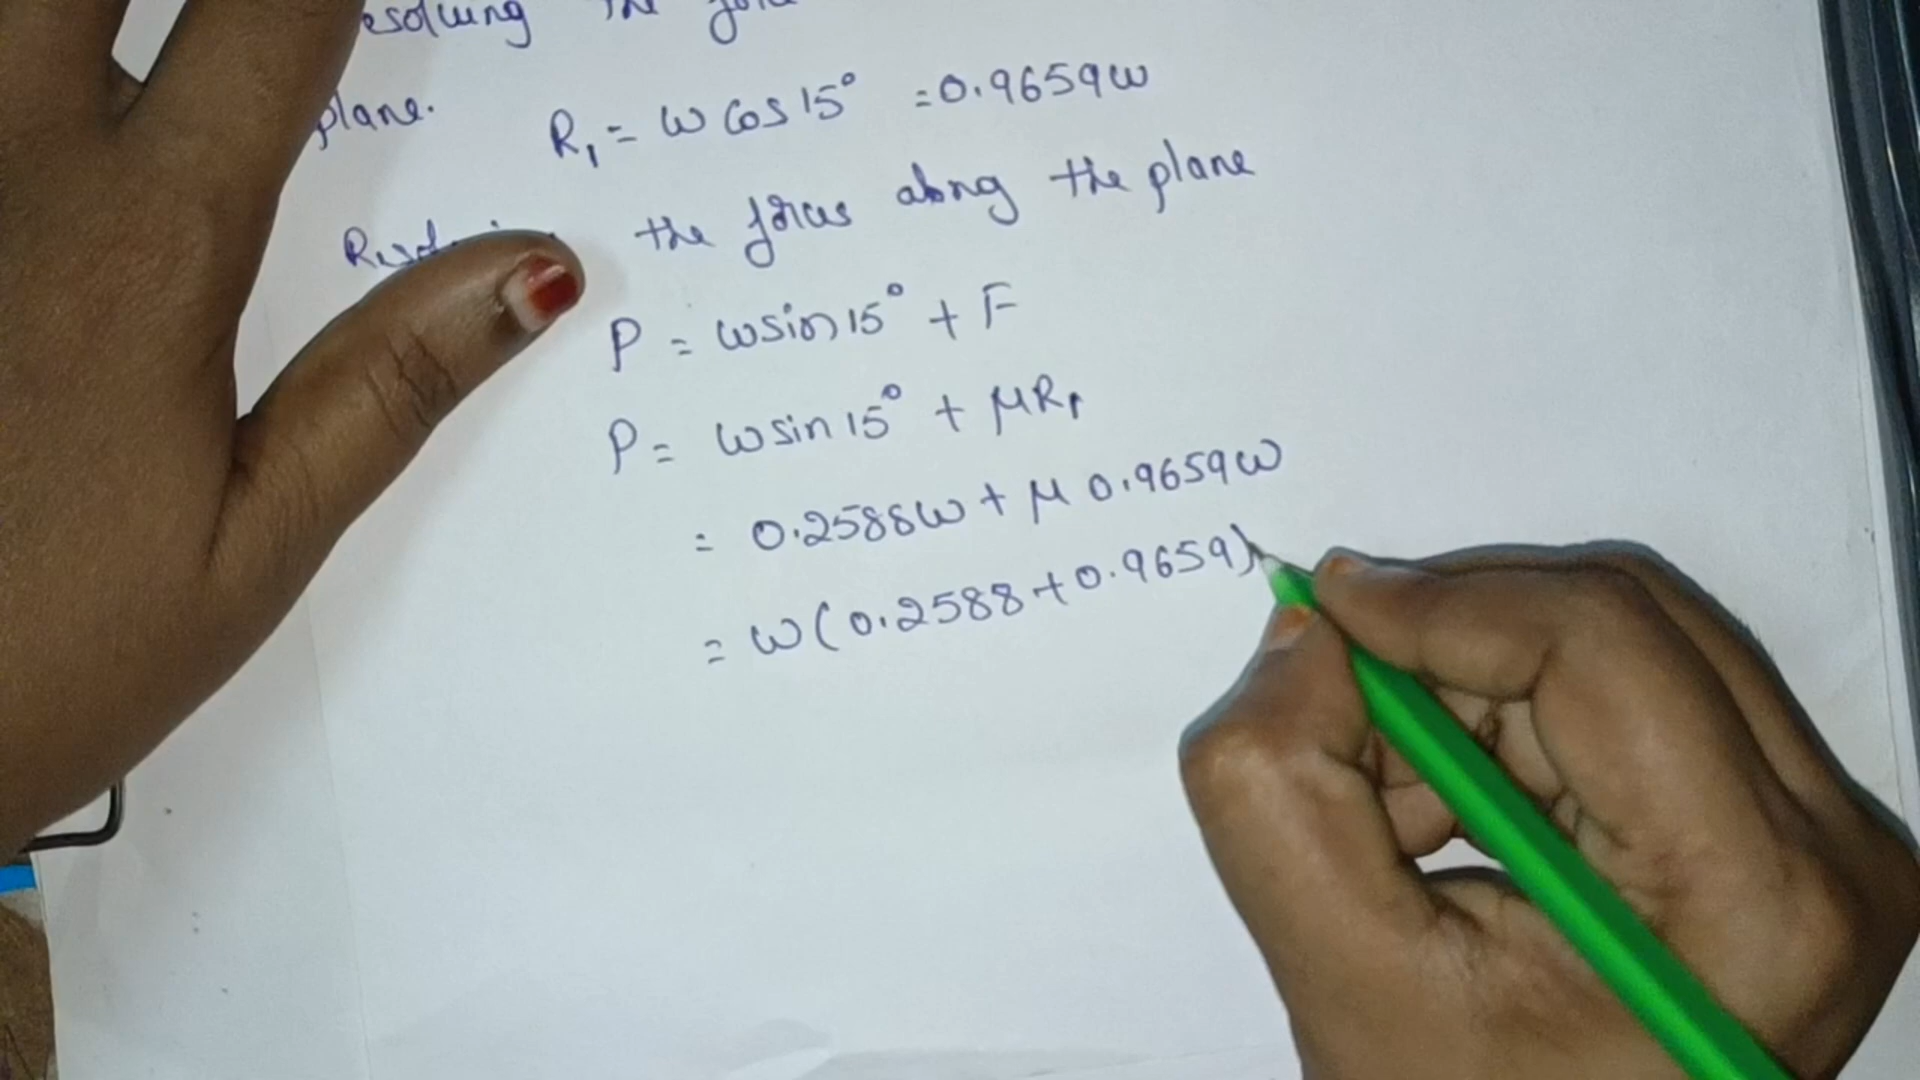 the
plane. R₁ = W Cos 15° = 0.9659W
the forces along the plane
P = W sin 15° + F
P = W sin 15° + μR₁
= 0.2588W + μ 0.9659W
= W (0.2588 + 0.9659)